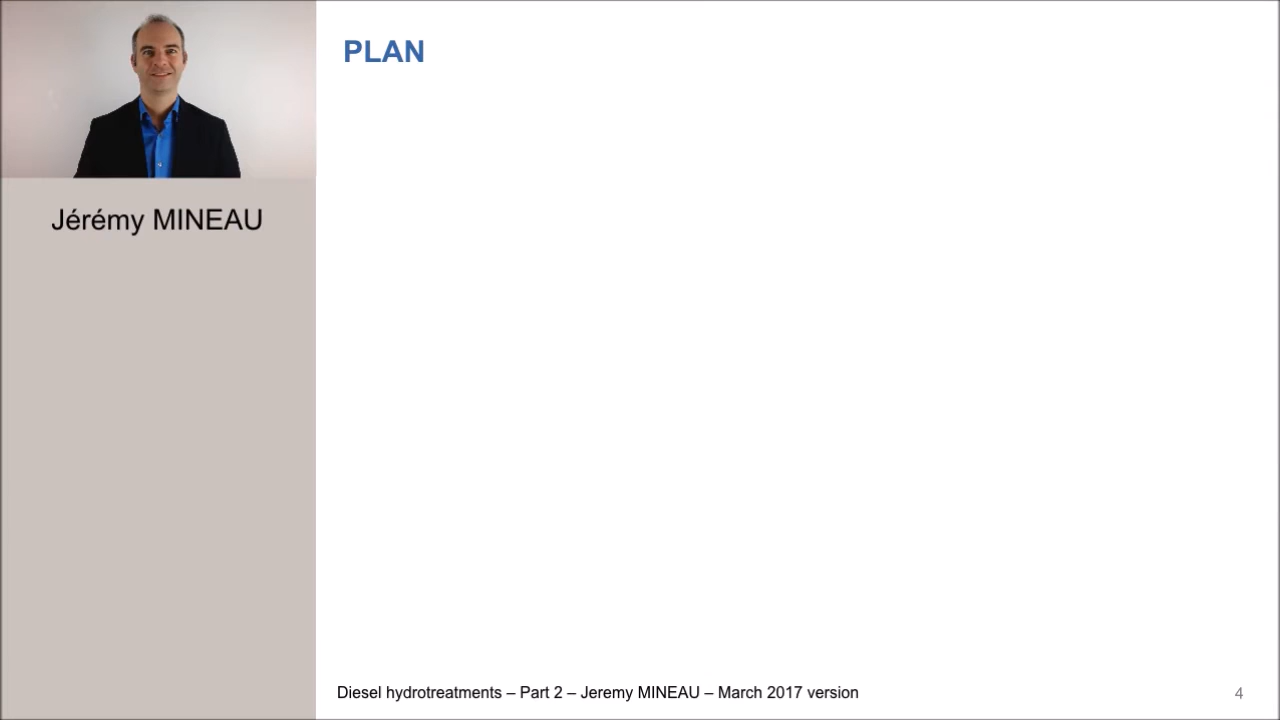 PLAN
Jérémy MINEAU
Diesel hydrotreatments – Part 2 – Jeremy MINEAU – March 2017 version
4